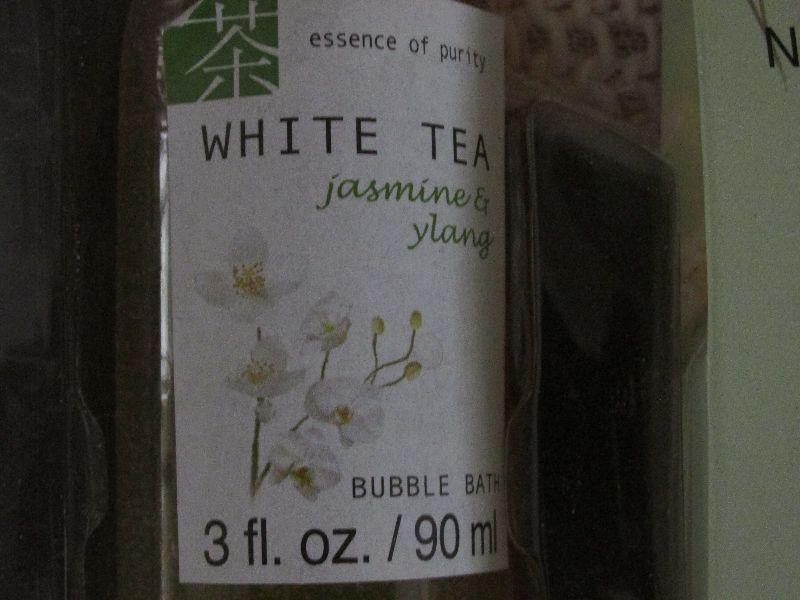 茶
essence of purity
WHITE TEA
jasmine &
ylang
BUBBLE BATH
3 fl. oz. / 90 ml
N